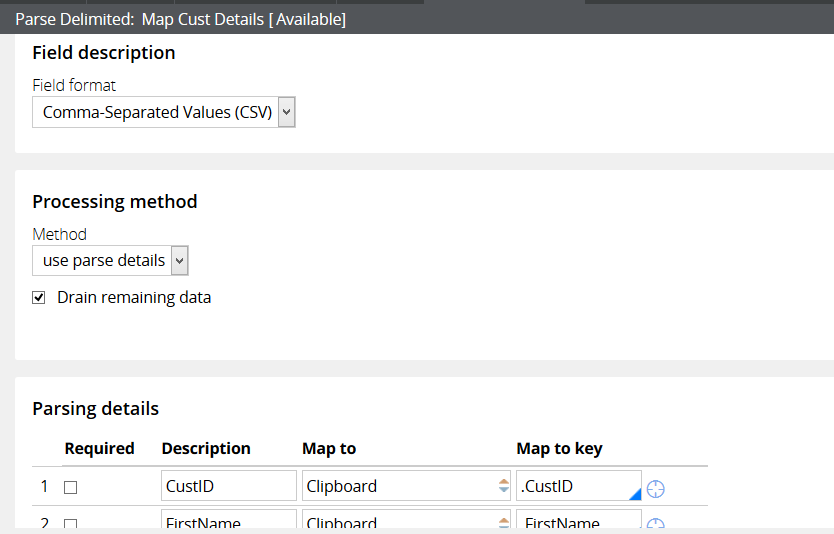 Parse Delimited: Map Cust Details [ Available]
Field description
Field format
Comma-Separated Values (CSV)
Processing method
Method
use parse details
Drain remaining data
Parsing details
Required Description Map to Map to key
1 CustID Clipboard .CustID
2 FirstName Clipboard .FirstName